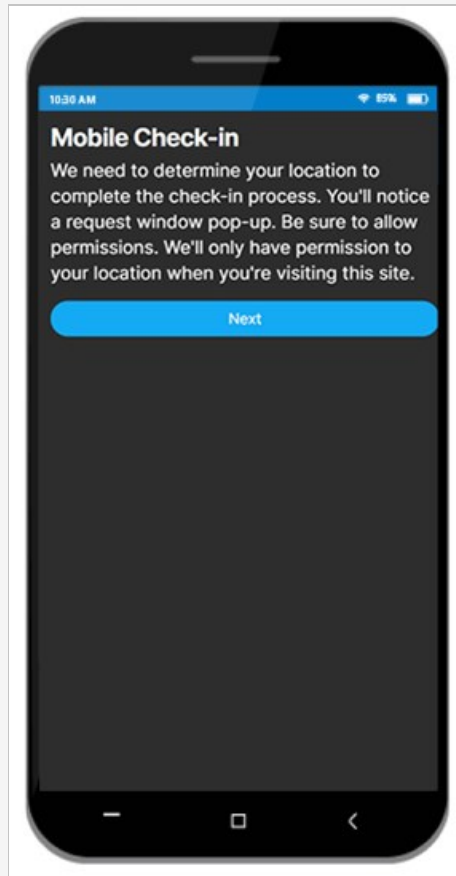 10:30 AM 85%
Mobile Check-in
We need to determine your location to
complete the check-in process. You'll notice
a request window pop-up. Be sure to allow
permissions. We'll only have permission to
your location when you're visiting this site.
Next